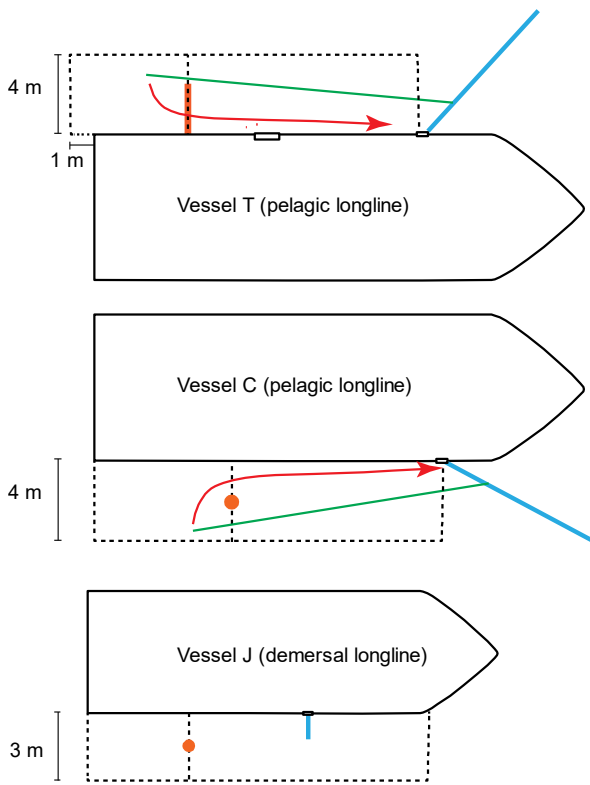 4 m
1 m
Vessel T (pelagic longline)
Vessel C (pelagic longline)
4 m
Vessel J (demersal longline)
3 m